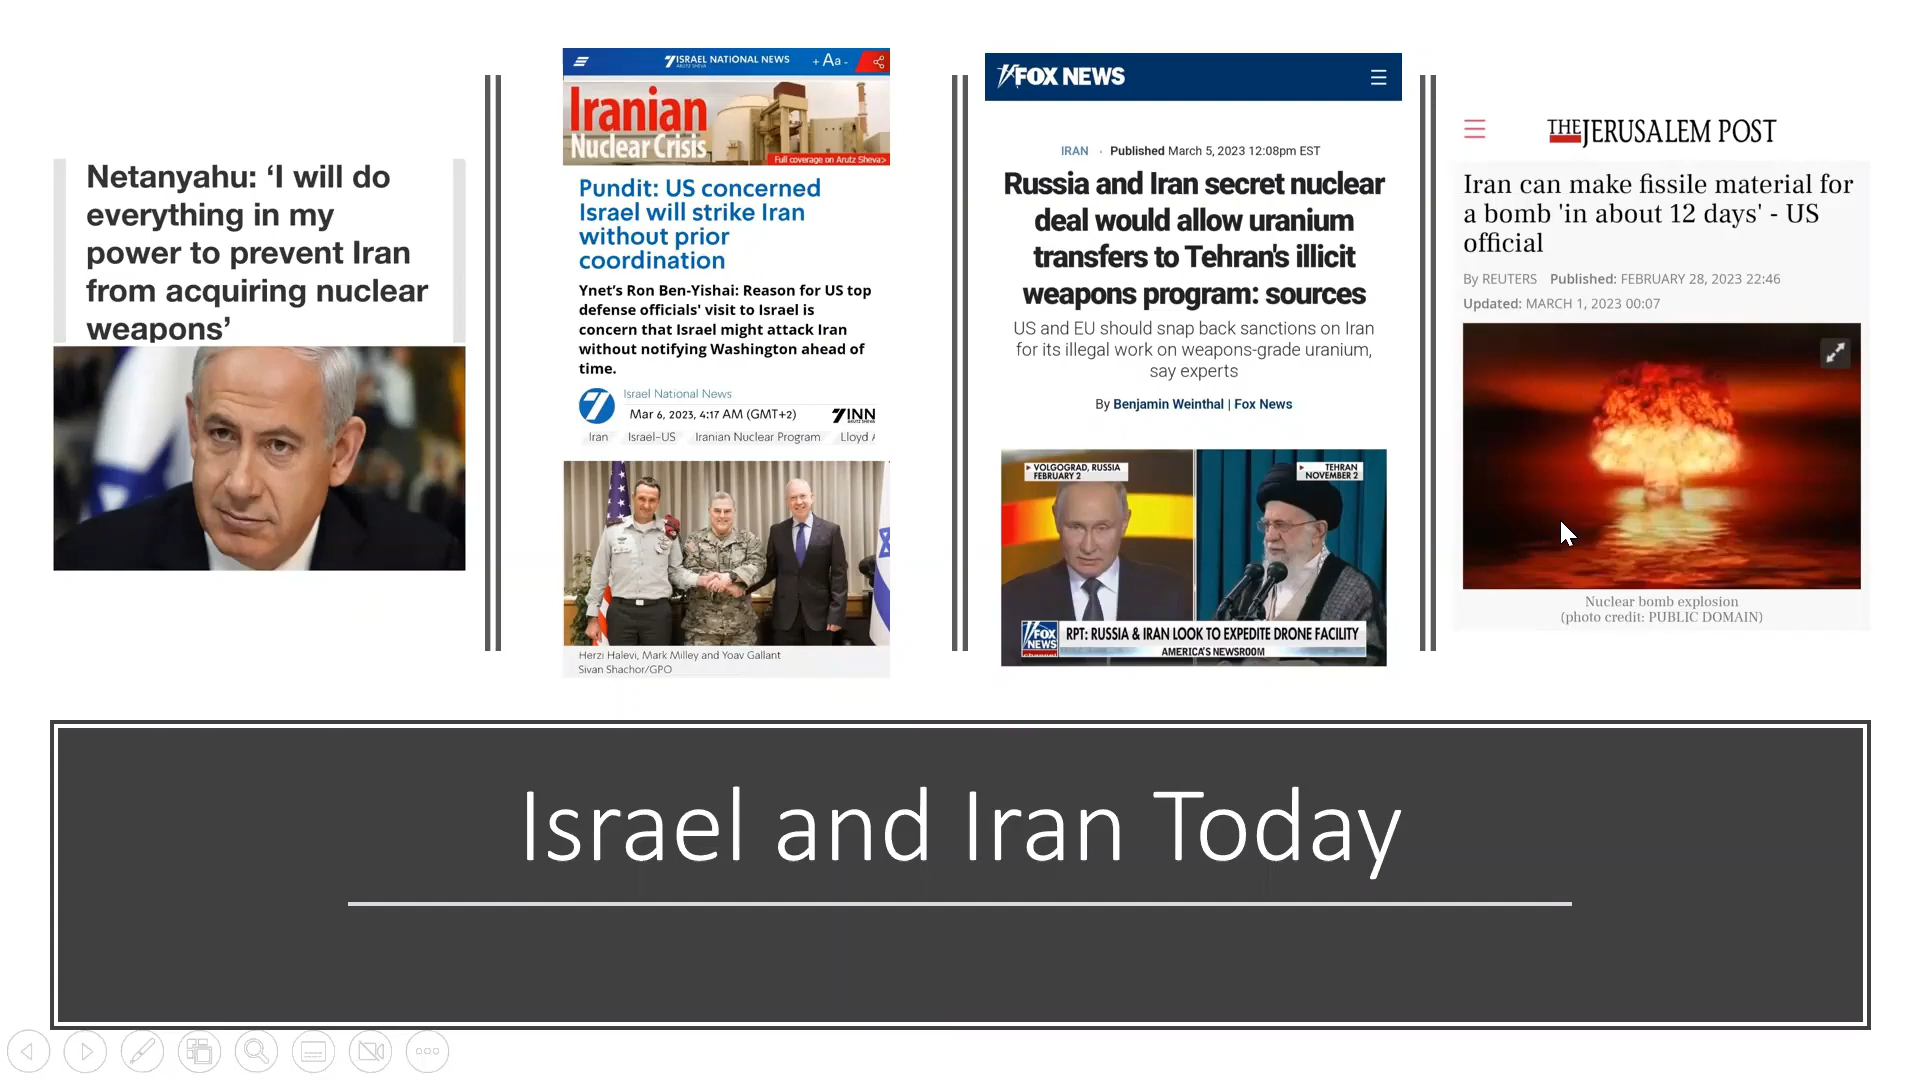 Netanyahu: ‘I will do
everything in my
power to prevent Iran
from acquiring nuclear
weapons’
ISRAEL NATIONAL NEWS
ARUTZ SHEVA
+ Aa -
Iranian
Nuclear Crisis
Full coverage on Arutz Sheva>
Pundit: US concerned
Israel will strike Iran
without prior
coordination
Ynet’s Ron Ben-Yishai: Reason for US top
defense officials' visit to Israel is
concern that Israel might attack Iran
without notifying Washington ahead of
time.
Israel National News
Mar 6, 2023, 4:17 AM (GMT+2)
7INN
ARUTZ SHEVA
Iran Israel-US Iranian Nuclear Program Lloyd
Herzi Halevi, Mark Milley and Yoav Gallant
Sivan Shachor/GPO
FOX NEWS
IRAN · Published March 5, 2023 12:08pm EST
Russia and Iran secret nuclear
deal would allow uranium
transfers to Tehran's illicit
weapons program: sources
US and EU should snap back sanctions on Iran
for its illegal work on weapons-grade uranium,
say experts
By Benjamin Weinthal | Fox News
VOLGOGRAD, RUSSIA
FEBRUARY 2
TEHRAN
NOVEMBER 2
FOX
NEWS
channel
RPT: RUSSIA & IRAN LOOK TO EXPEDITE DRONE FACILITY
AMERICA'S NEWSROOM
THE JERUSALEM POST
Iran can make fissile material for
a bomb 'in about 12 days' - US
official
By REUTERS Published: FEBRUARY 28, 2023 22:46
Updated: MARCH 1, 2023 00:07
Nuclear bomb explosion
(photo credit: PUBLIC DOMAIN)
Israel and Iran Today